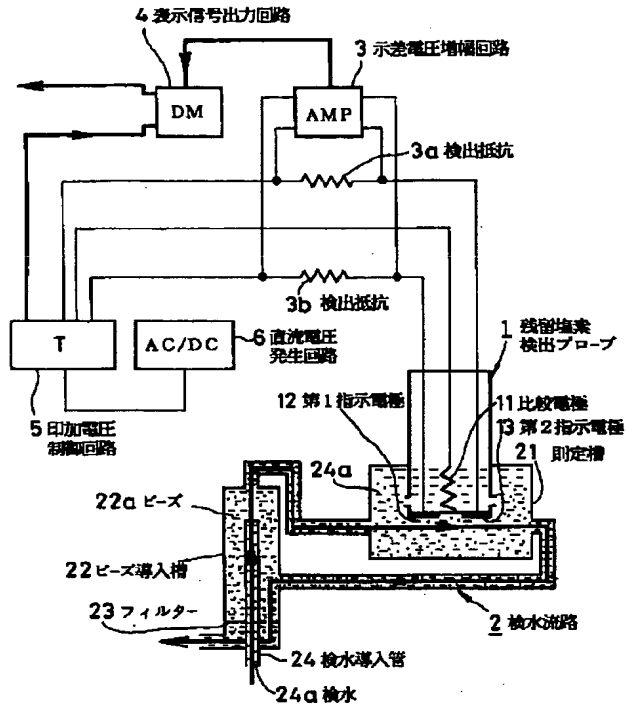 4 表示信号出力回路
3 示差電圧増幅回路
DM
AMP
3a 検出抵抗
3b 検出抵抗
T
AC/DC
6 直流電圧
発生回路
1 残留塩素
検出プローブ
5 印加電圧
制御回路
12 第1指示電極
11 比較電極
13 第2指示電極
21 則定槽
24a
22a ビーズ
22 ビーズ導入槽
23 フィルター
2 検水流路
24 検水導入管
24a 検水